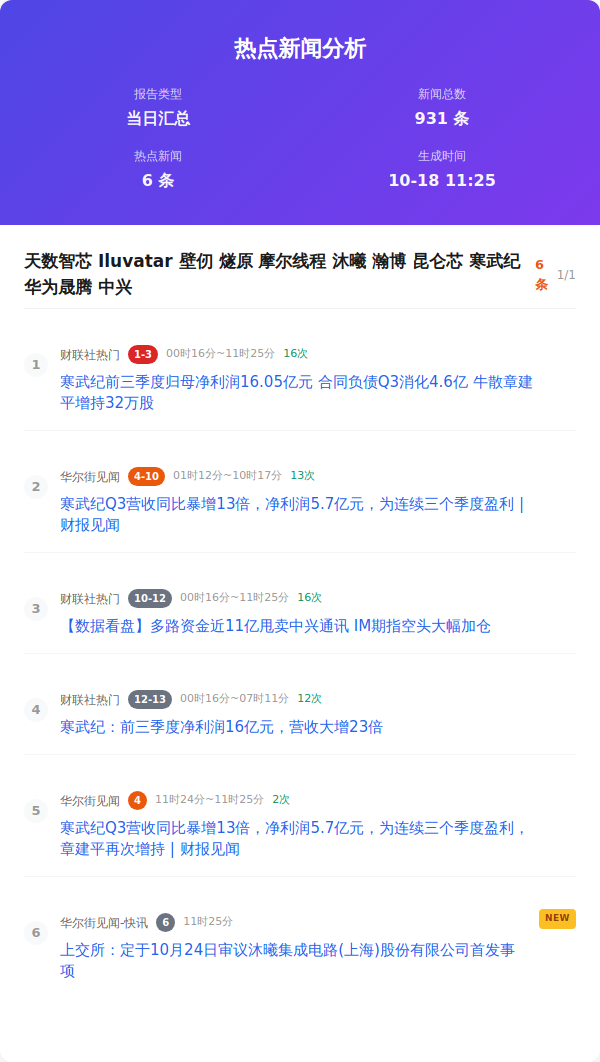 热点新闻分析
报告类型
新闻总数
当日汇总
931 条
热点新闻
生成时间
6 条
10-18 11:25
天数智芯 Iluvatar 壁仞 燧原 摩尔线程 沐曦 瀚博 昆仑芯 寒武纪
华为晟腾 中兴
6
条
1/1
1
财联社热门 1-3 00时16分~11时25分 16次
寒武纪前三季度归母净利润16.05亿元 合同负债Q3消化4.6亿 牛散章建
平增持32万股
2
华尔街见闻 4-10 01时12分~10时17分 13次
寒武纪Q3营收同比暴增13倍，净利润5.7亿元，为连续三个季度盈利 |
财报见闻
3
财联社热门 10-12 00时16分~11时25分 16次
【数据看盘】多路资金近11亿甩卖中兴通讯 IM期指空头大幅加仓
4
财联社热门 12-13 00时16分~07时11分 12次
寒武纪：前三季度净利润16亿元，营收大增23倍
5
华尔街见闻 4 11时24分~11时25分 2次
寒武纪Q3营收同比暴增13倍，净利润5.7亿元，为连续三个季度盈利，
章建平再次增持 | 财报见闻
6
华尔街见闻-快讯 6 11时25分
NEW
上交所：定于10月24日审议沐曦集成电路(上海)股份有限公司首发事
项